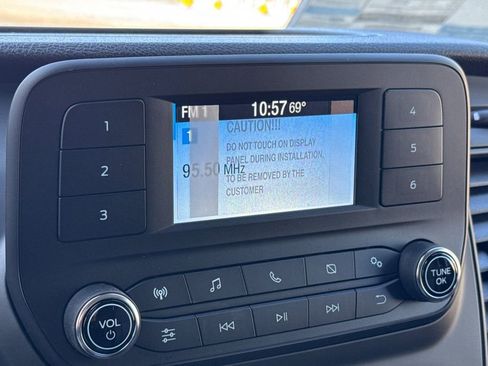 FM 1 10:57 69°
1 CAUTION!!!
DO NOT TOUCH ON DISPLAY
PANEL DURING INSTALLATION,
95.50 MHz
TO BE REMOVED BY THE
CUSTOMER
1
2
3
4
5
6
VOL
TUNE
OK